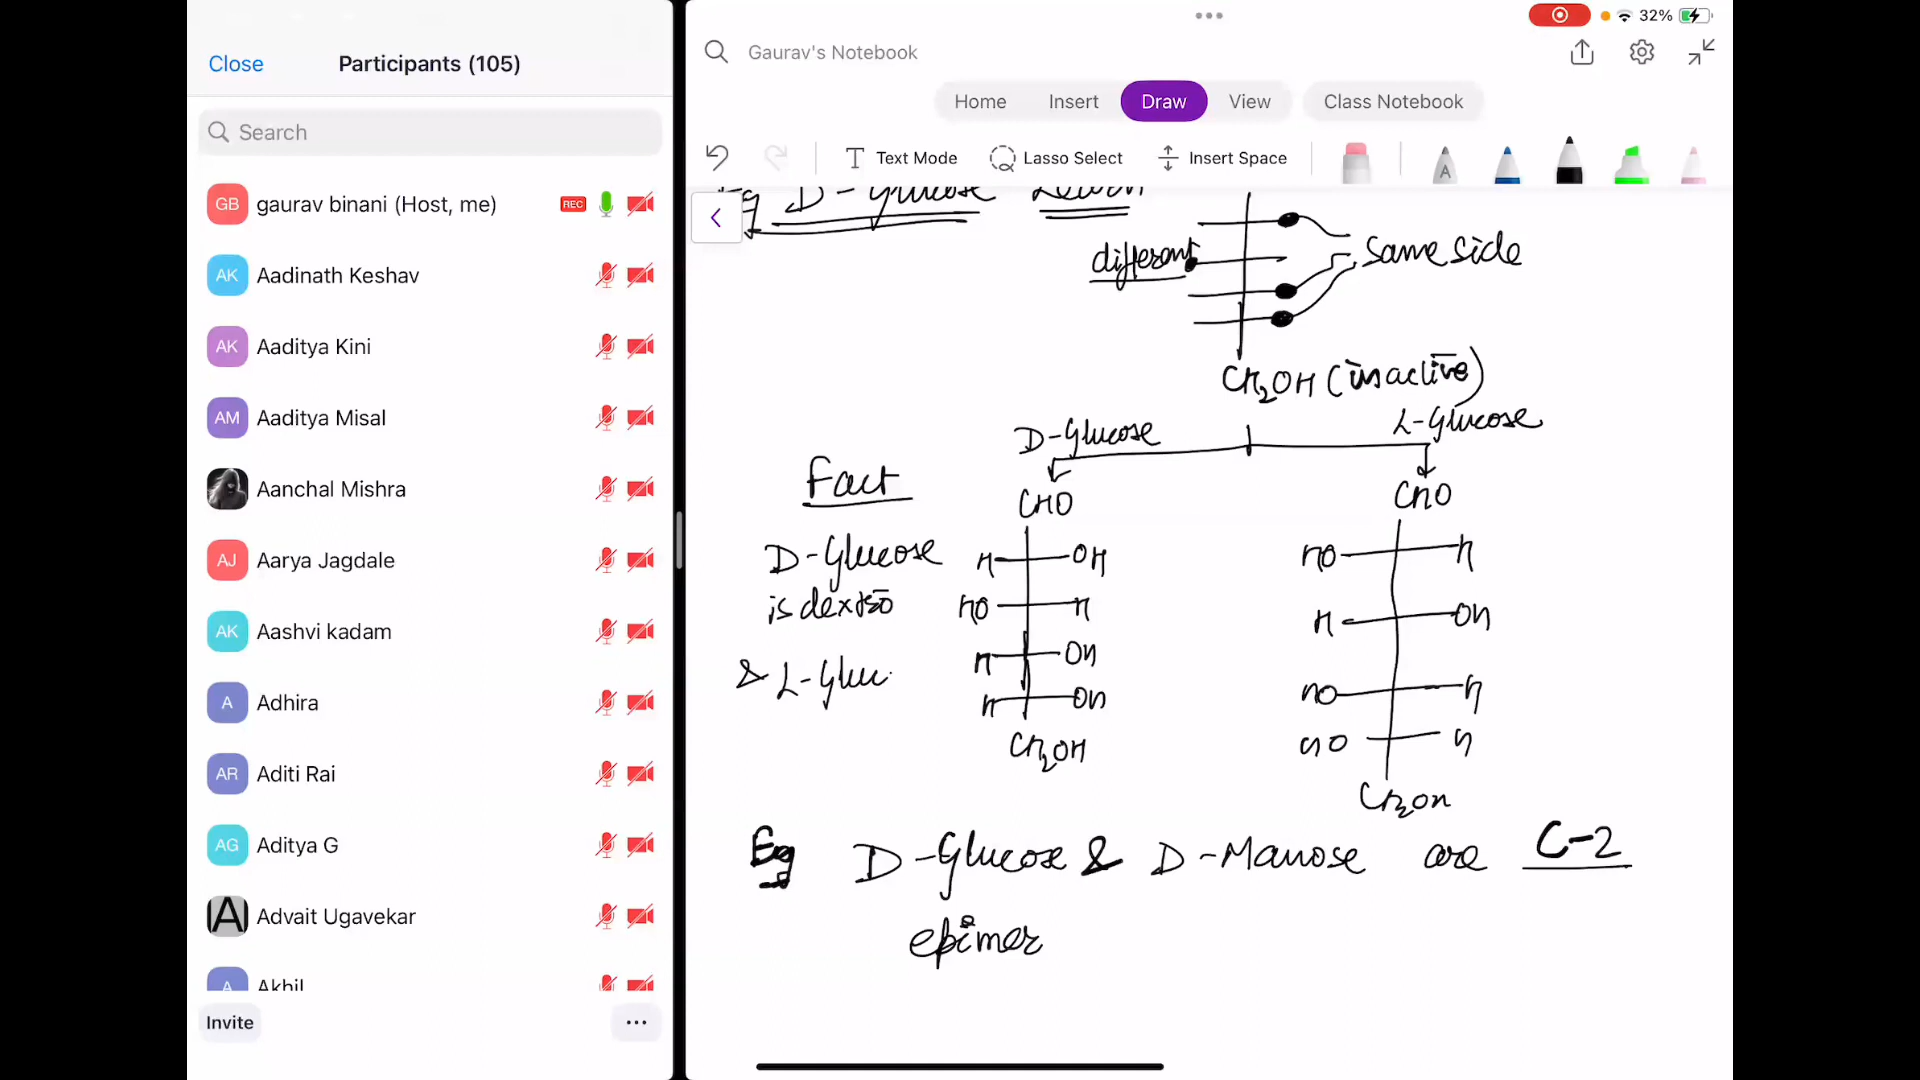 32%
Close
Participants (105)
Search
GB gaurav binani (Host, me) REC
AK Aadinath Keshav
AK Aaditya Kini
AM Aaditya Misal
Aanchal Mishra
AJ Aarya Jagdale
AK Aashvi kadam
A Adhira
AR Aditi Rai
AG Aditya G
A Advait Ugavekar
A Akhil
Invite
Gaurav's Notebook
Home Insert Draw View Class Notebook
Text Mode Lasso Select Insert Space
Eg D-Glucose Learn
different
same side
CH2OH (inactive)
D-Glucose
L-Glucose
Fact
D-Glucose
is dextro
& L-Gluc.
CHO
H OH
HO H
H OH
H OH
CH2OH
CHO
HO H
H OH
HO H
HO H
CH2OH
Eg D-Glucose & D-Manose are C-2
epimer